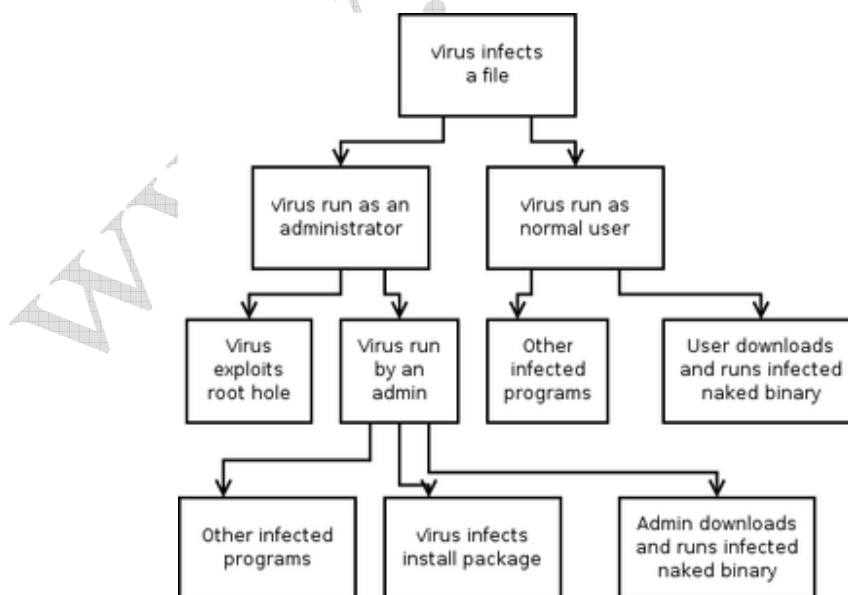 Virus infects
a file
Virus run as an
administrator
Virus run as
normal user
Virus
exploits
root hole
Virus run
by an
admin
Other
infected
programs
User downloads
and runs infected
naked binary
Other infected
programs
Virus infects
install package
Admin downloads
and runs infected
naked binary